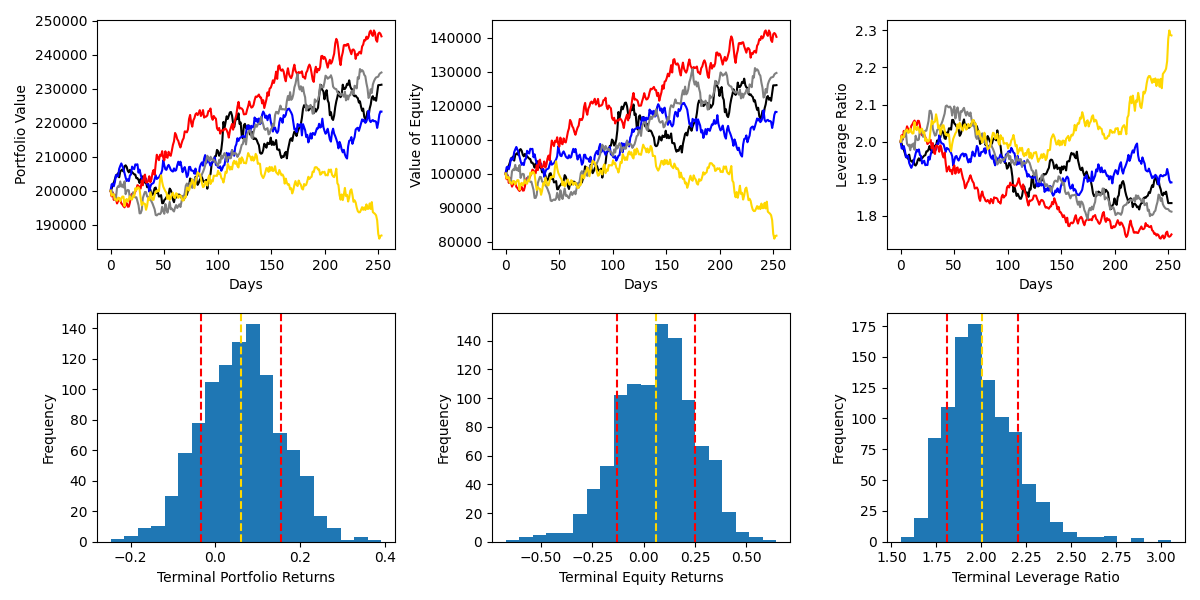 Portfolio Value
250000
240000
230000
220000
210000
200000
190000
0 50 100 150 200 250
Days
Value of Equity
140000
130000
120000
110000
100000
90000
80000
0 50 100 150 200 250
Days
Leverage Ratio
2.3
2.2
2.1
2.0
1.9
1.8
0 50 100 150 200 250
Days
Frequency
140
120
100
80
60
40
20
0
−0.2 0.0 0.2 0.4
Terminal Portfolio Returns
Frequency
140
120
100
80
60
40
20
0
−0.50 −0.25 0.00 0.25 0.50
Terminal Equity Returns
Frequency
175
150
125
100
75
50
25
0
1.50 1.75 2.00 2.25 2.50 2.75 3.00
Terminal Leverage Ratio